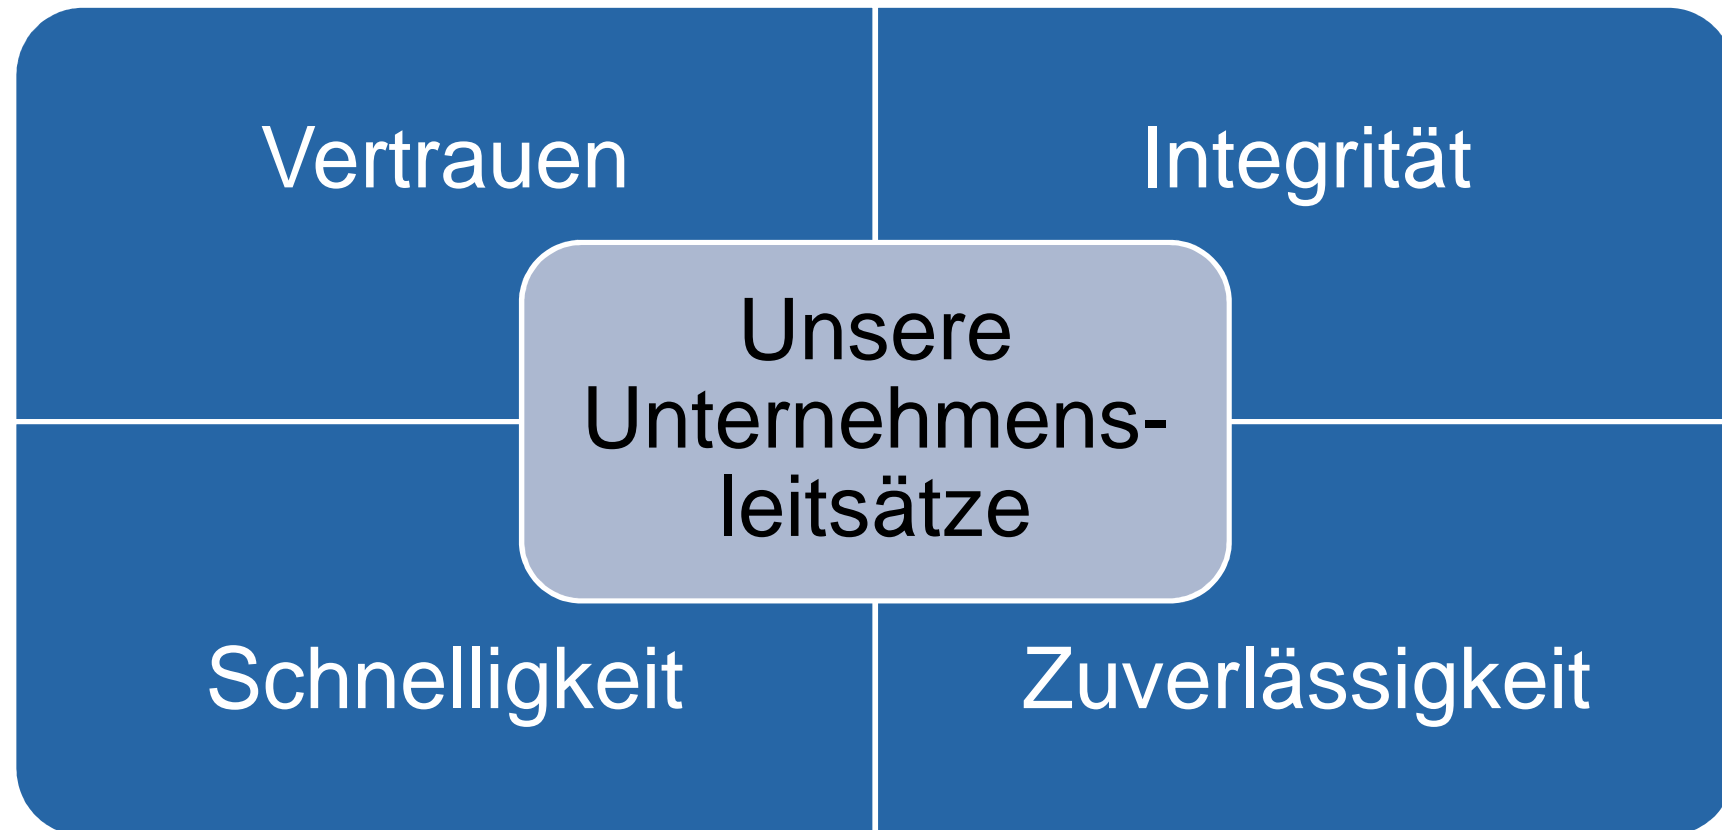 Vertrauen
Integrität
Unsere
Unternehmens-
leitsätze
Schnelligkeit
Zuverlässigkeit